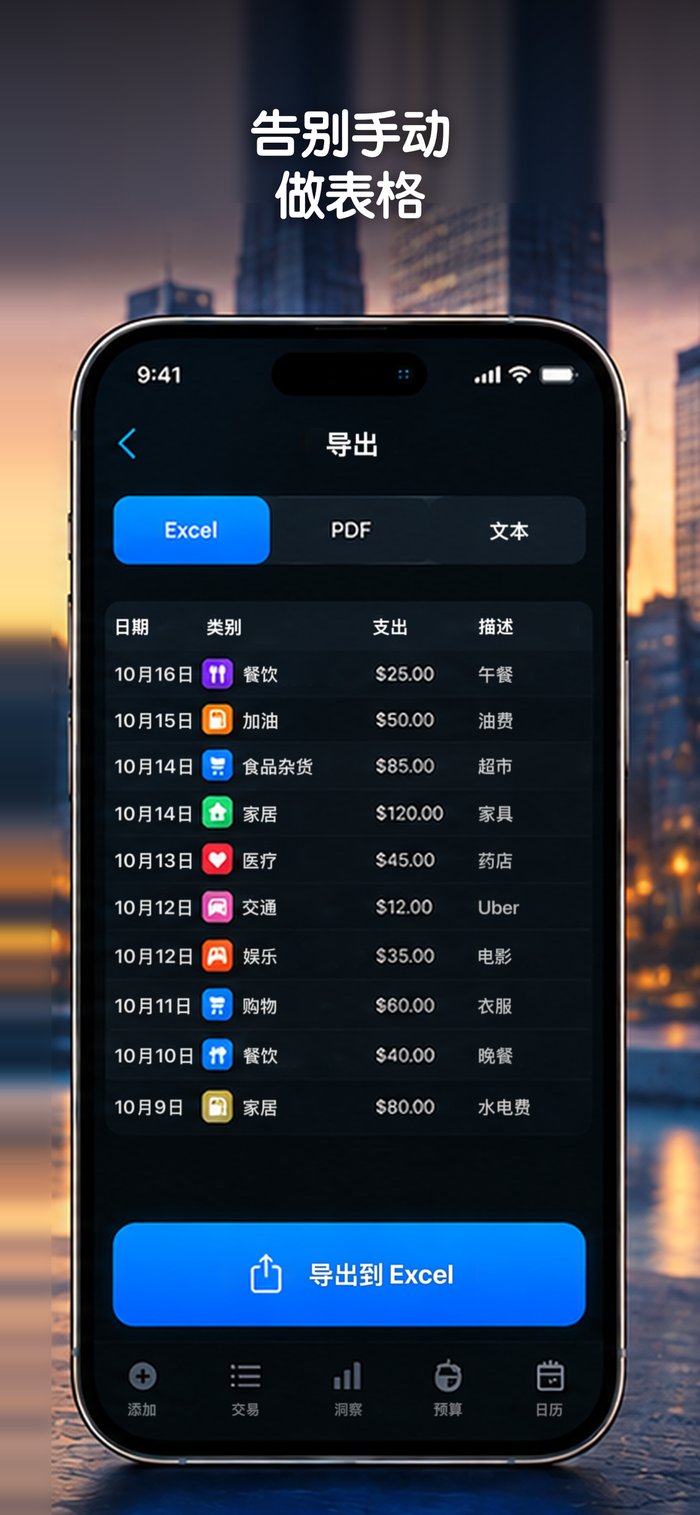 告别手动
做表格
9:41
导出
Excel PDF 文本
日期 类别 支出 描述
10月16日 餐饮 $25.00 午餐
10月15日 加油 $50.00 油费
10月14日 食品杂货 $85.00 超市
10月14日 家居 $120.00 家具
10月13日 医疗 $45.00 药店
10月12日 交通 $12.00 Uber
10月12日 娱乐 $35.00 电影
10月11日 购物 $60.00 衣服
10月10日 餐饮 $40.00 晚餐
10月9日 家居 $80.00 水电费
导出到 Excel
添加 交易 洞察 预算 日历